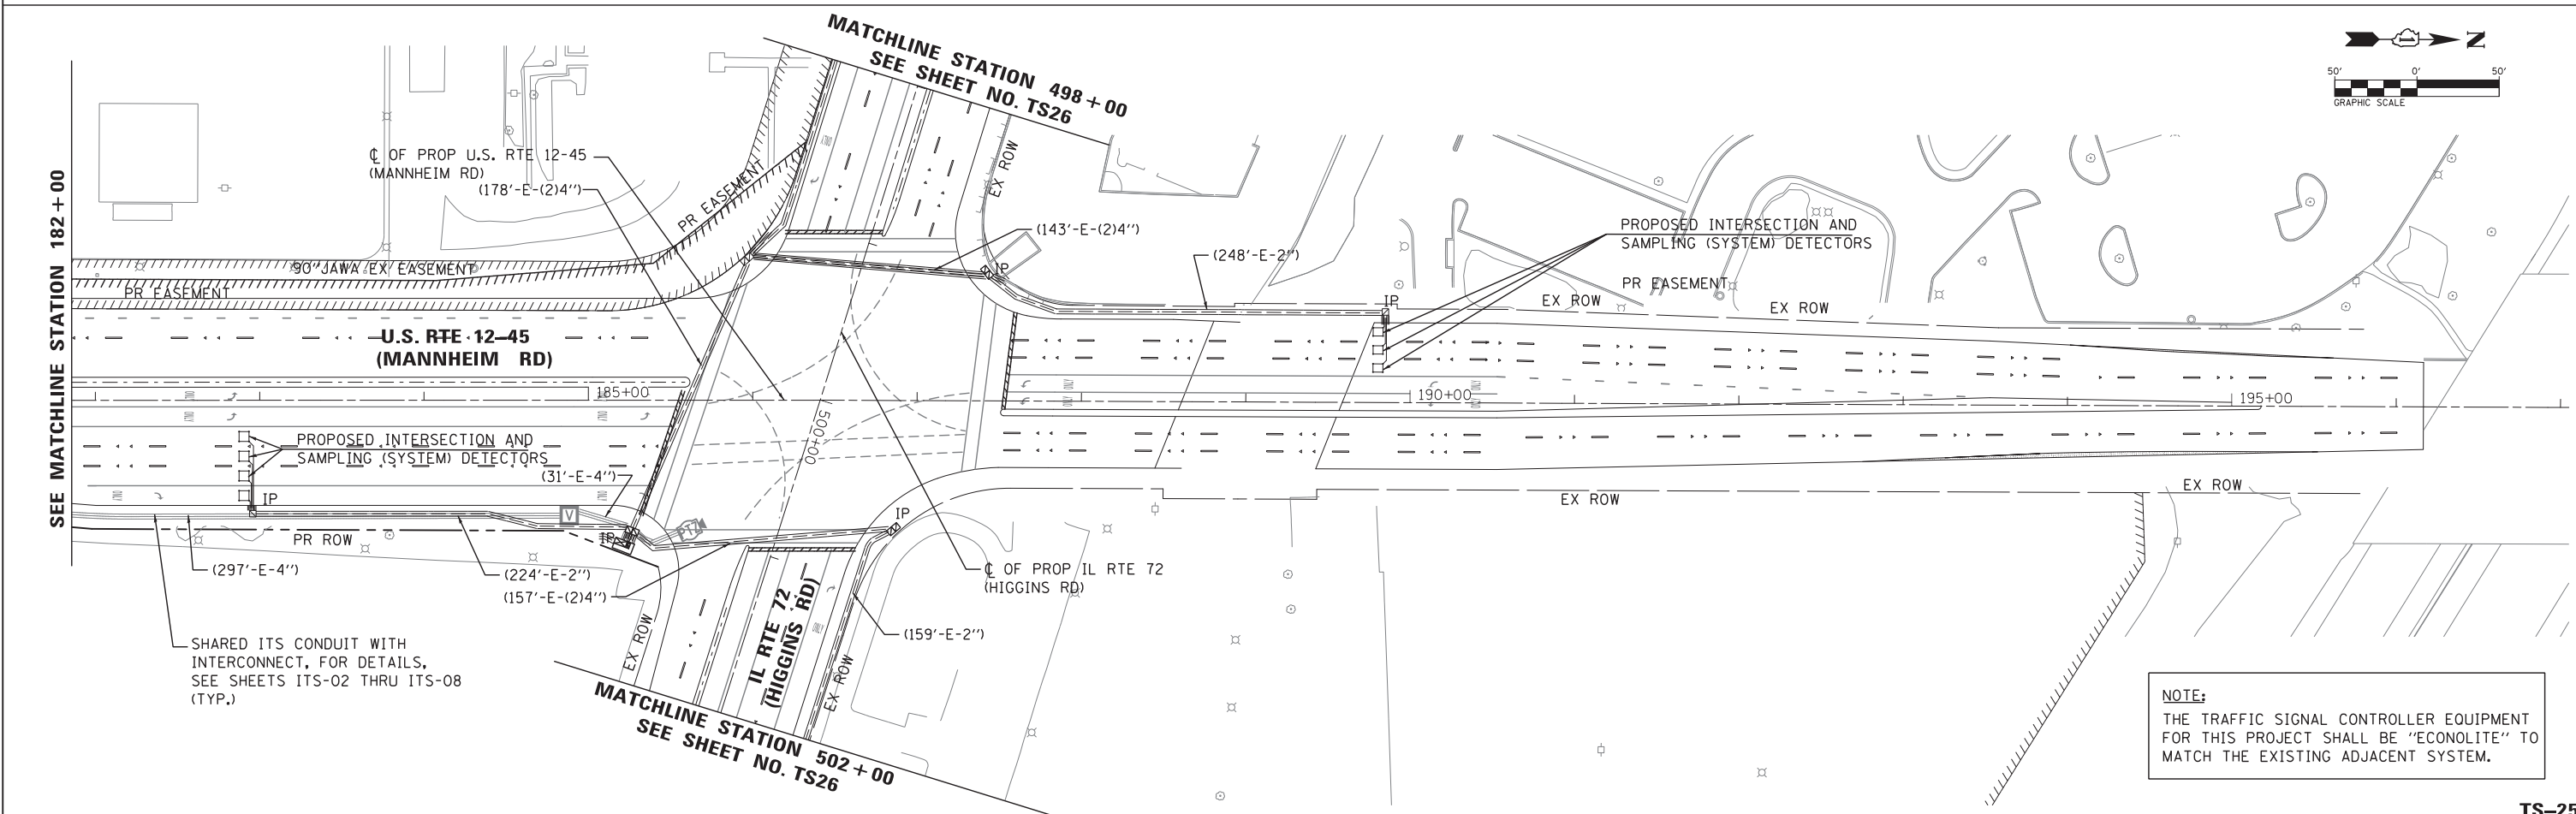 MATCHLINE STATION 498+00
SEE SHEET NO. TS26
N
50' 0' 50'
GRAPHIC SCALE
SEE MATCHLINE STATION 182+00
℄ OF PROP U.S. RTE 12-45
(MANNHEIM RD)
(178'-E-(2)4'')
PR EASEMENT
EX ROW
(143'-E-(2)4'')
(248'-E-2'')
IP
PROPOSED INTERSECTION AND
SAMPLING (SYSTEM) DETECTORS
PR EASEMENT
90"JAWA EX EASEMENT
PR EASEMENT
IP
EX ROW
EX ROW
U.S. RTE 12-45
(MANNHEIM RD)
185+00
190+00
195+00
500+00
PROPOSED INTERSECTION AND
SAMPLING (SYSTEM) DETECTORS
(31'-E-4'')
IP
V
PTZ
IP
IP
EX ROW
EX ROW
PR ROW
(297'-E-4'')
(224'-E-2'')
(157'-E-(2)4'')
℄ OF PROP IL RTE 72
(HIGGINS RD)
IL RTE 72
(HIGGINS RD)
(159'-E-2'')
EX ROW
EX ROW
SHARED ITS CONDUIT WITH
INTERCONNECT, FOR DETAILS,
SEE SHEETS ITS-02 THRU ITS-08
(TYP.)
MATCHLINE STATION 502+00
SEE SHEET NO. TS26
NOTE:
THE TRAFFIC SIGNAL CONTROLLER EQUIPMENT
FOR THIS PROJECT SHALL BE "ECONOLITE" TO
MATCH THE EXISTING ADJACENT SYSTEM.
TS-25